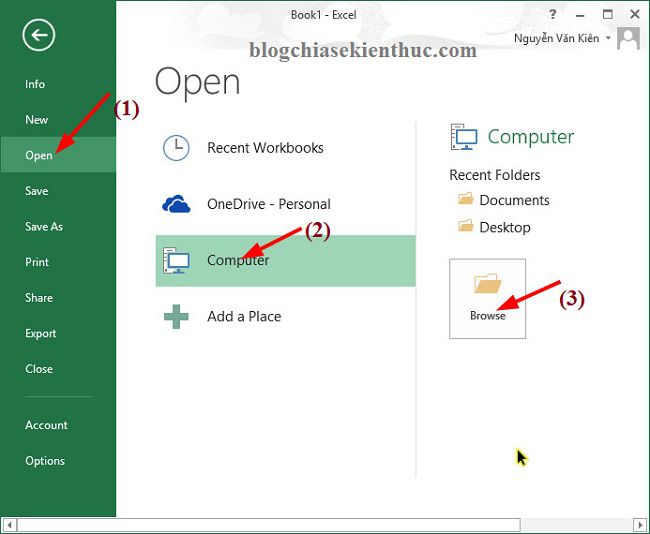 Book1 - Excel
?
Nguyễn Văn Kiên
blogchiasekienthuc.com
Info
New
Open
Save
Save As
Print
Share
Export
Close
Account
Options
(1)
Open
Recent Workbooks
OneDrive - Personal
(2)
Computer
Add a Place
Computer
Recent Folders
Documents
Desktop
(3)
Browse